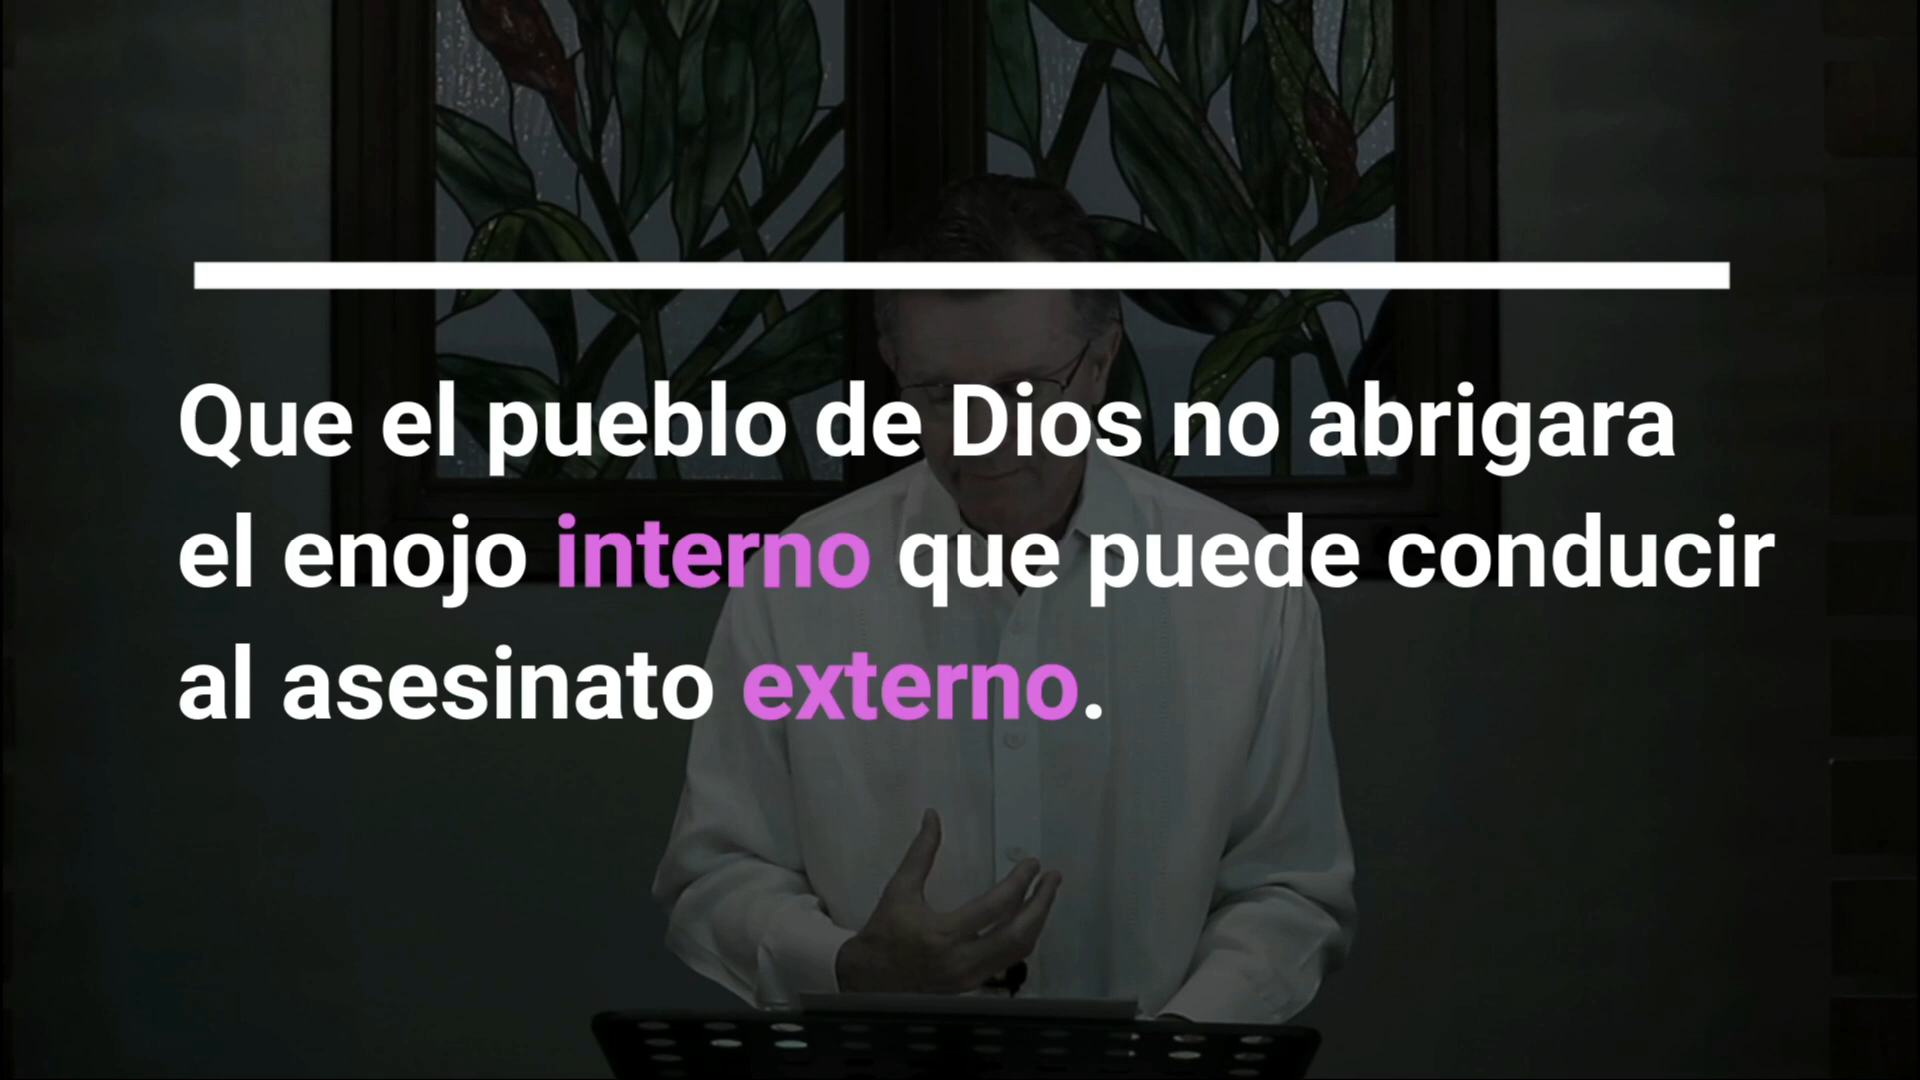 Que el pueblo de Dios no abrigara
el enojo interno que puede conducir
al asesinato externo.